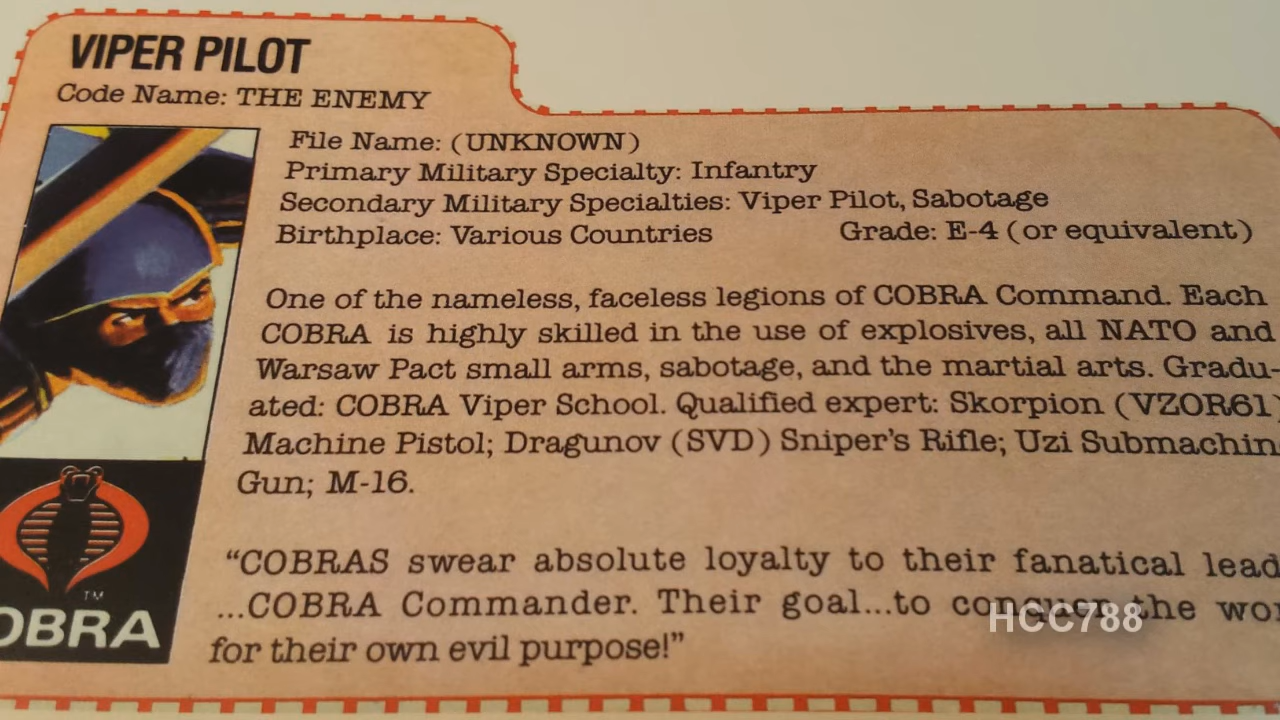 VIPER PILOT
Code Name: THE ENEMY
File Name: (UNKNOWN)
Primary Military Specialty: Infantry
Secondary Military Specialties: Viper Pilot, Sabotage
Birthplace: Various Countries Grade: E-4 (or equivalent)
One of the nameless, faceless legions of COBRA Command. Each
COBRA is highly skilled in the use of explosives, all NATO and
Warsaw Pact small arms, sabotage, and the martial arts. Gradu-
ated: COBRA Viper School. Qualified expert: Skorpion (VZOR61)
Machine Pistol; Dragunov (SVD) Sniper's Rifle; Uzi Submachin
Gun; M-16.
"COBRAS swear absolute loyalty to their fanatical lead
...COBRA Commander. Their goal...to conquer the wor
for their own evil purpose!"
TM
OBRA
HCC788